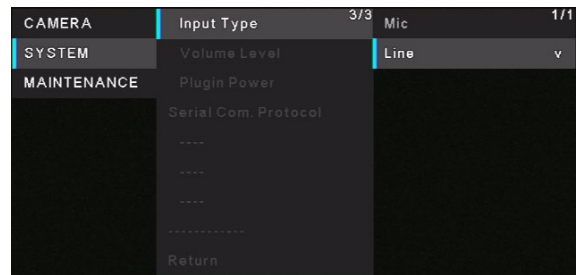 CAMERA
SYSTEM
MAINTENANCE
Input Type 3/3
Volume Level
Plugin Power
Serial Com. Protocol
----
----
----
------------
Return
Mic 1/1
Line v